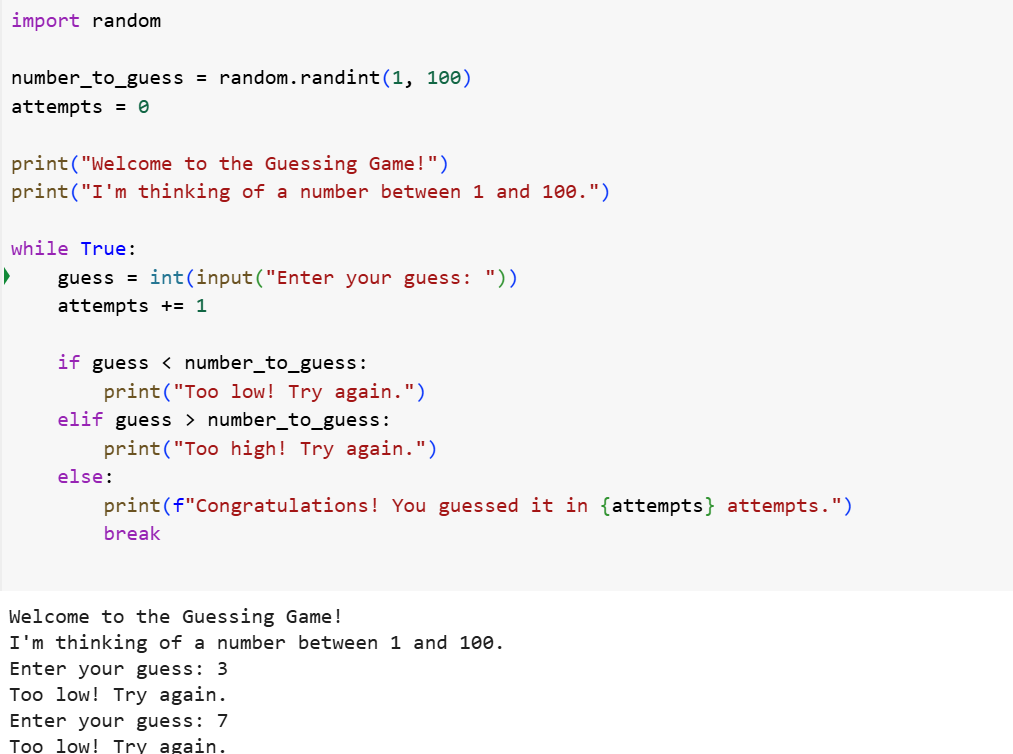 import random
number_to_guess = random.randint(1, 100)
attempts = 0
print("Welcome to the Guessing Game!")
print("I'm thinking of a number between 1 and 100.")
while True:
    guess = int(input("Enter your guess: "))
    attempts += 1
    if guess < number_to_guess:
        print("Too low! Try again.")
    elif guess > number_to_guess:
        print("Too high! Try again.")
    else:
        print(f"Congratulations! You guessed it in {attempts} attempts.")
        break
Welcome to the Guessing Game!
I'm thinking of a number between 1 and 100.
Enter your guess: 3
Too low! Try again.
Enter your guess: 7
Too low! Try again.